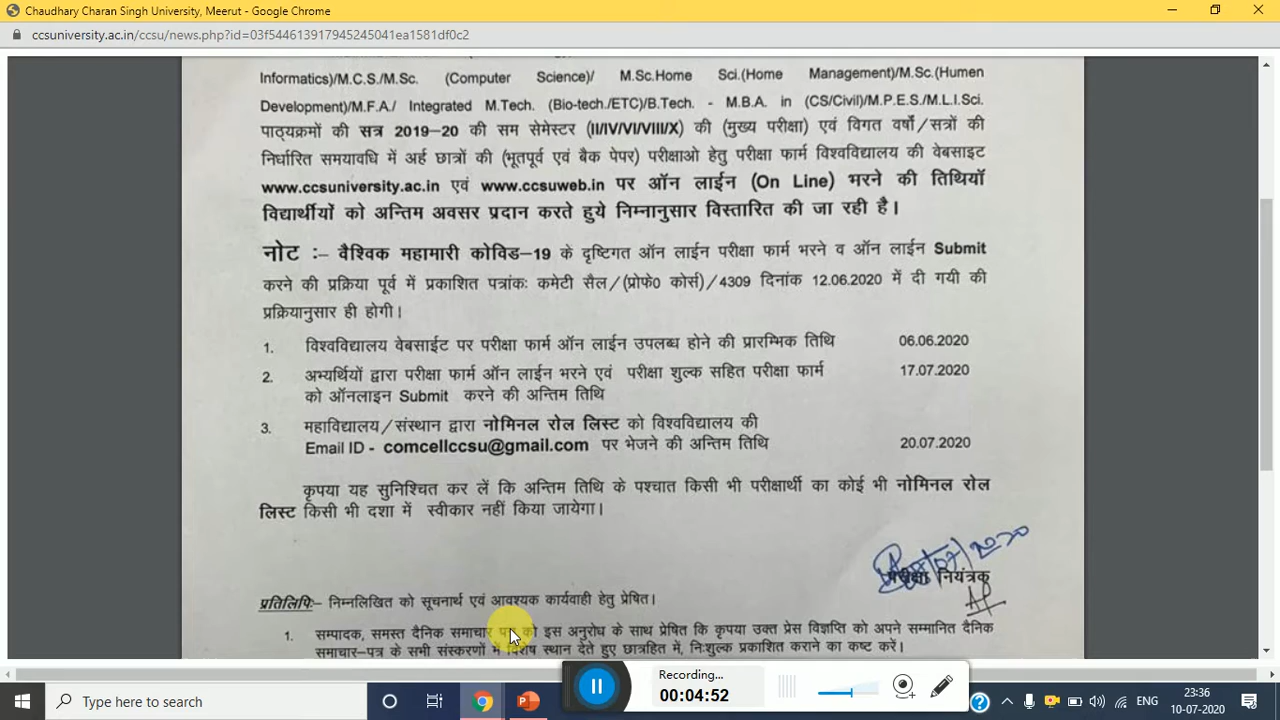 Chaudhary Charan Singh University, Meerut - Google Chrome
ccsuniversity.ac.in/ccsu/news.php?id=03f544613917945245041ea1581df0c2
Informatics)/M.C.S./M.Sc. (Computer Science)/ M.Sc.Home Sci.(Home Management)/M.Sc.(Humen
Development)/M.F.A./ Integrated M.Tech. (Bio-tech./ETC)/B.Tech. - M.B.A. in (CS/Civil)/M.P.E.S./M.L.I.Sci.
पाठ्यक्रमों की सत्र 2019-20 की सम सेमेस्टर (II/IV/VI/VIII/X) की (मुख्य परीक्षा) एवं विगत वर्षो/सत्रों की
निर्धारित समयावधि में अर्ह छात्रों की (भूतपूर्व एवं बैक पेपर) परीक्षाओ हेतु परीक्षा फार्म विश्वविद्यालय की वेबसाइट
www.ccsuniversity.ac.in एवं www.ccsuweb.in पर ऑन लाईन (On Line) भरने की तिथियॉ
विद्यार्थीयों को अन्तिम अवसर प्रदान करते हुये निम्नानुसार विस्तारित की जा रही है।
नोट :– वैश्विक महामारी कोविड–19 के दृष्टिगत ऑन लाईन परीक्षा फार्म भरने व ऑन लाईन Submit
करने की प्रक्रिया पूर्व में प्रकाशित पत्रांकः कमेटी सैल/(प्रोफे0 कोर्स)/4309 दिनांक 12.06.2020 में दी गयी की
प्रक्रियानुसार ही होगी।
1. विश्वविद्यालय वेबसाईट पर परीक्षा फार्म ऑन लाईन उपलब्ध होने की प्रारम्भिक तिथि 06.06.2020
2. अभ्यर्थियों द्वारा परीक्षा फार्म ऑन लाईन भरने एवं परीक्षा शुल्क सहित परीक्षा फार्म 17.07.2020
को ऑनलाइन Submit करने की अन्तिम तिथि
3. महाविद्यालय/संस्थान द्वारा नोमिनल रोल लिस्ट को विश्वविद्यालय की
Email ID - comcellccsu@gmail.com पर भेजने की अन्तिम तिथि 20.07.2020
कृपया यह सुनिश्चित कर लें कि अन्तिम तिथि के पश्चात किसी भी परीक्षार्थी का कोई भी नोमिनल रोल
लिस्ट किसी भी दशा में स्वीकार नहीं किया जायेगा।
परीक्षा नियंत्रक
प्रतिलिपिः– निम्नलिखित को सूचनार्थ एवं आवश्यक कार्यवाही हेतु प्रेषित।
1. सम्पादक, समस्त दैनिक समाचार पत्र को इस अनुरोध के साथ प्रेषित कि कृपया उक्त प्रेस विज्ञप्ति को अपने सम्मानित दैनिक
समाचार-पत्र के सभी संस्करणों में विशेष स्थान देते हुए छात्रहित में, निःशुल्क प्रकाशित कराने का कष्ट करें।
Recording...
00:04:52
Type here to search
ENG
23:36
10-07-2020